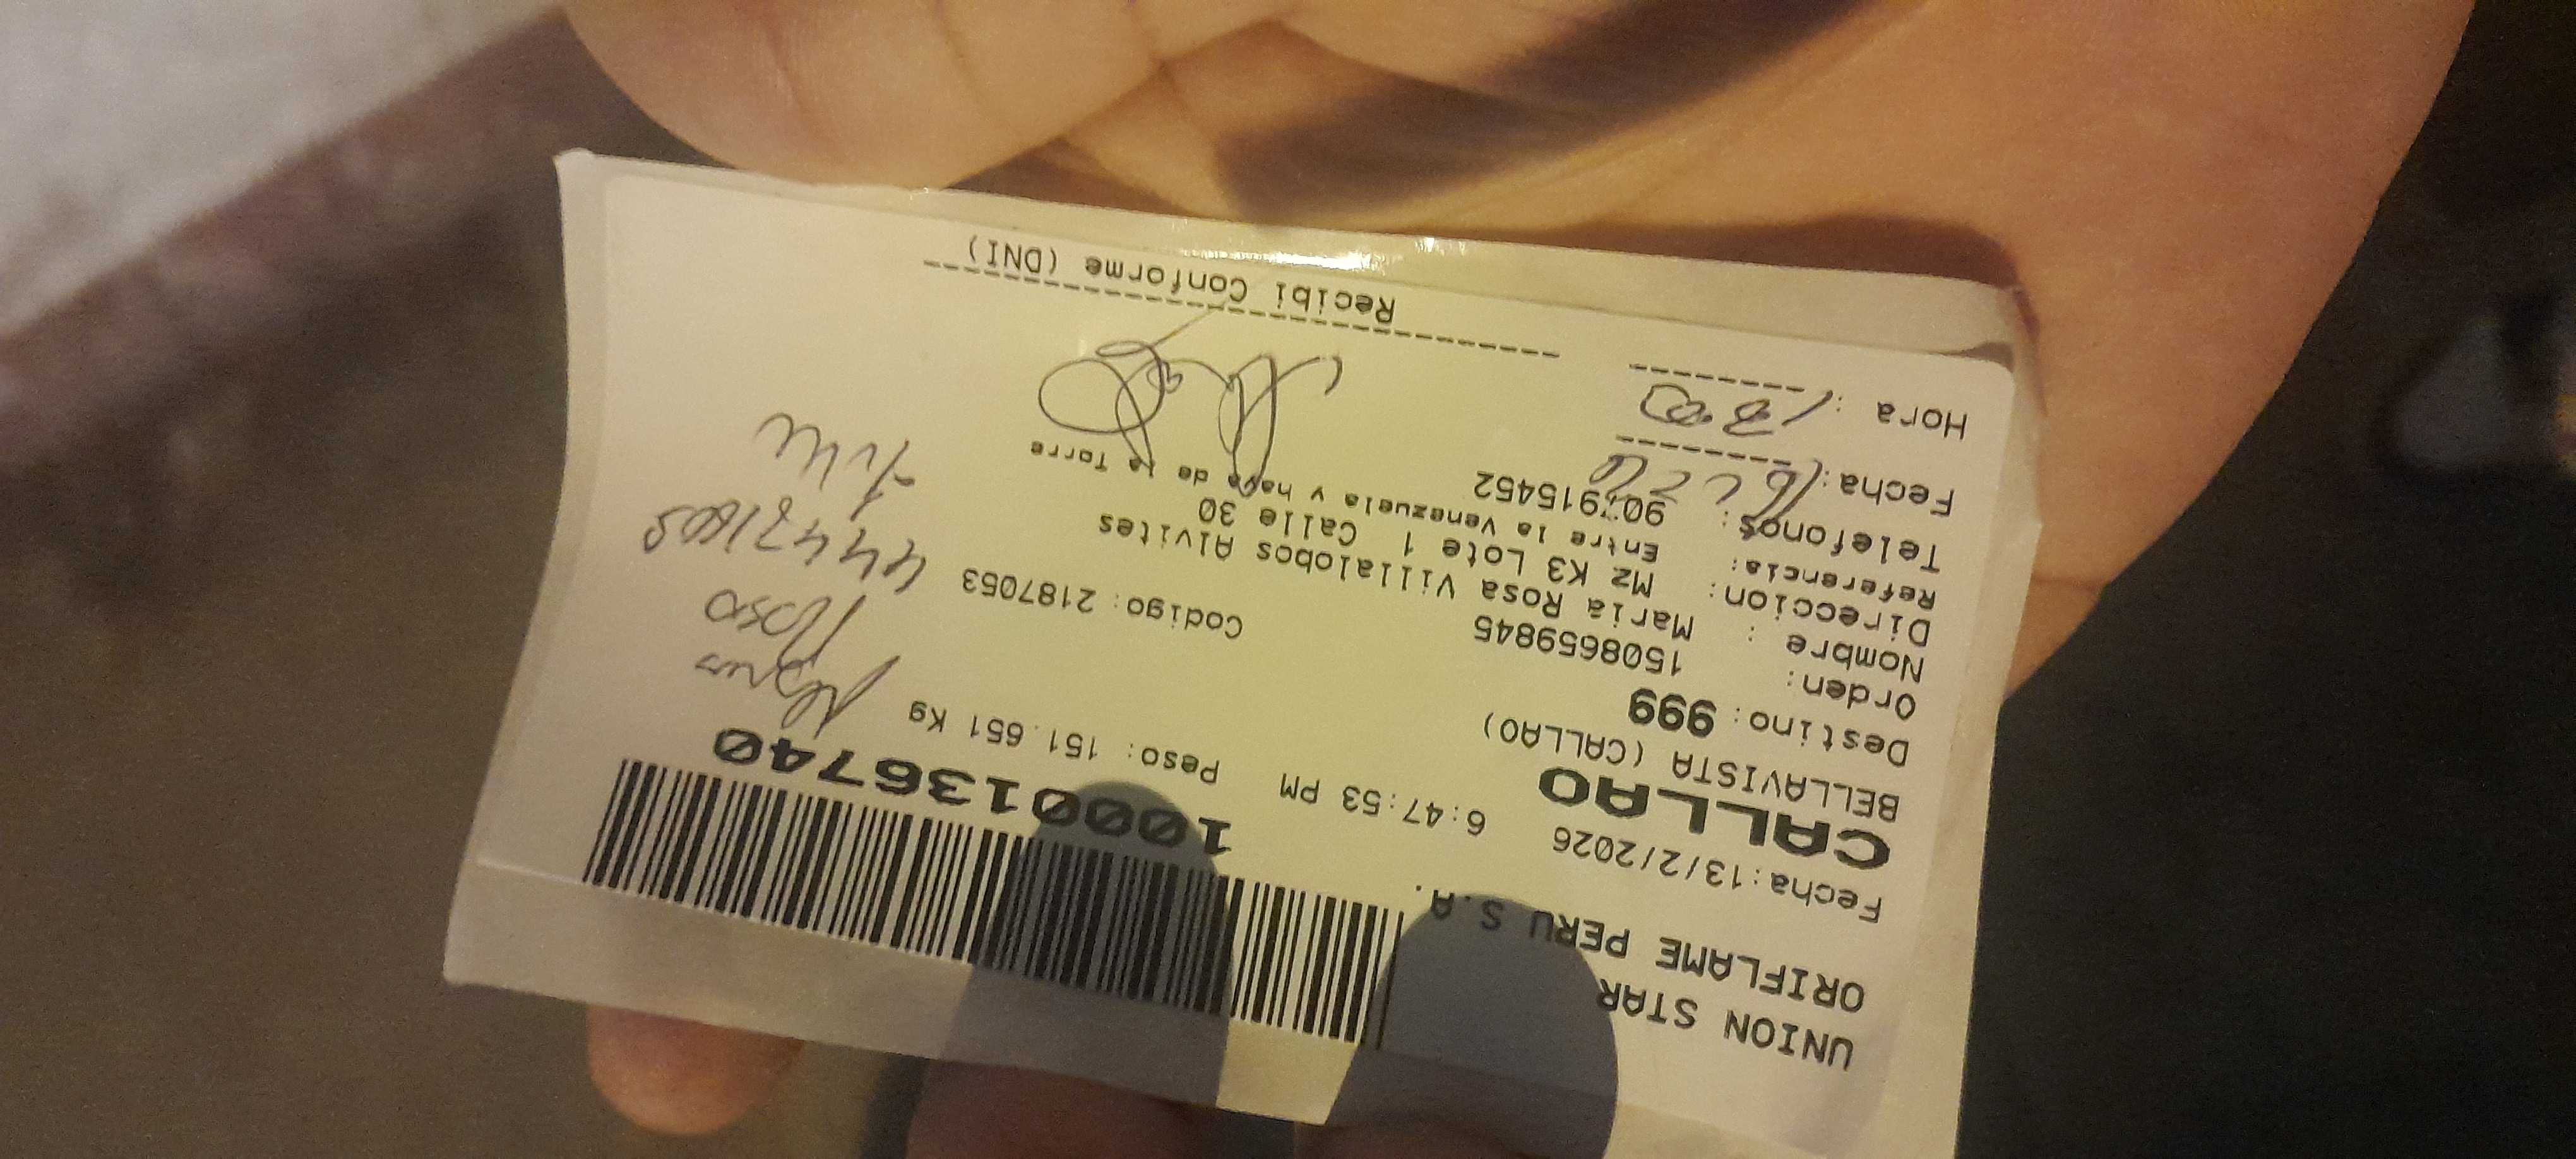 UNION STAR
ORIFLAME PERU S.A.
Fecha:13/2/2026 6:47:53 PM
10001136740
CALLAO
Peso: 151.651 Kg
BELLAVISTA (CALLAO)
Destino: 999
Orden: 1508659845 Codigo: 2187053
Nombre : Maria Rosa Villalobos Alvites
Direccion: Mz K3 Lote 1 Calle 30
Referencia: Entre la Venezuela y haya de la Torre
Telefonos: 907915452
Fecha:
Hora :
Recibi Conforme (DNI)